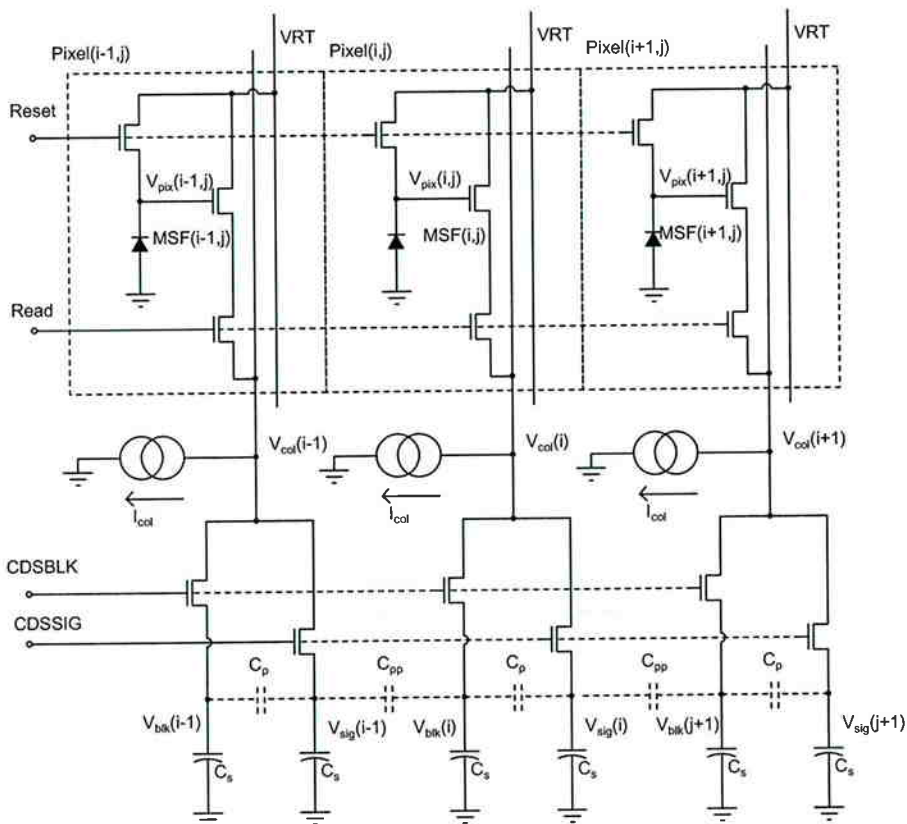 VRT VRT VRT
Pixel(i-1,j) Pixel(i,j) Pixel(i+1,j)
Reset
Vpix(i-1,j) Vpix(i,j) Vpix(i+1,j)
MSF(i-1,j) MSF(i,j) MSF(i+1,j)
Read
Vcol(i-1) Vcol(i) Vcol(i+1)
Icol Icol Icol
CDSBLK
CDSSIG
Cp Cpp Cp Cpp Cp
Vblk(i-1) Vsig(i-1) Vblk(i) Vsig(i) Vblk(j+1) Vsig(j+1)
Cs Cs Cs Cs Cs Cs